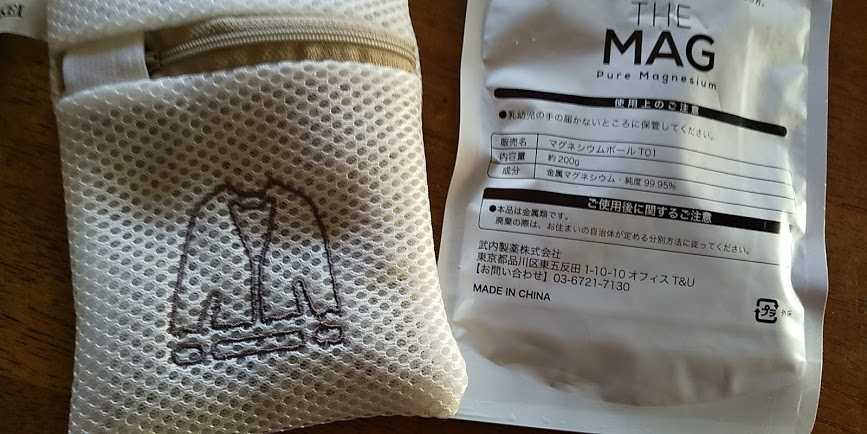 THE
MAG
Pure Magnesium
使用上のご注意
●乳幼児の手の届かないところに保管してください。
販売名 マグネシウムボール T01
内容量 約200g
成分 金属マグネシウム・純度 99.95%
ご使用後に関するご注意
●本品は金属類です。
廃棄の際は、お住まいの自治体が定める分別方法に従ってください。
武内製薬株式会社
東京都品川区東五反田 1-10-10 オフィス T&U
【お問い合わせ】03-6721-7130
MADE IN CHINA
プラ